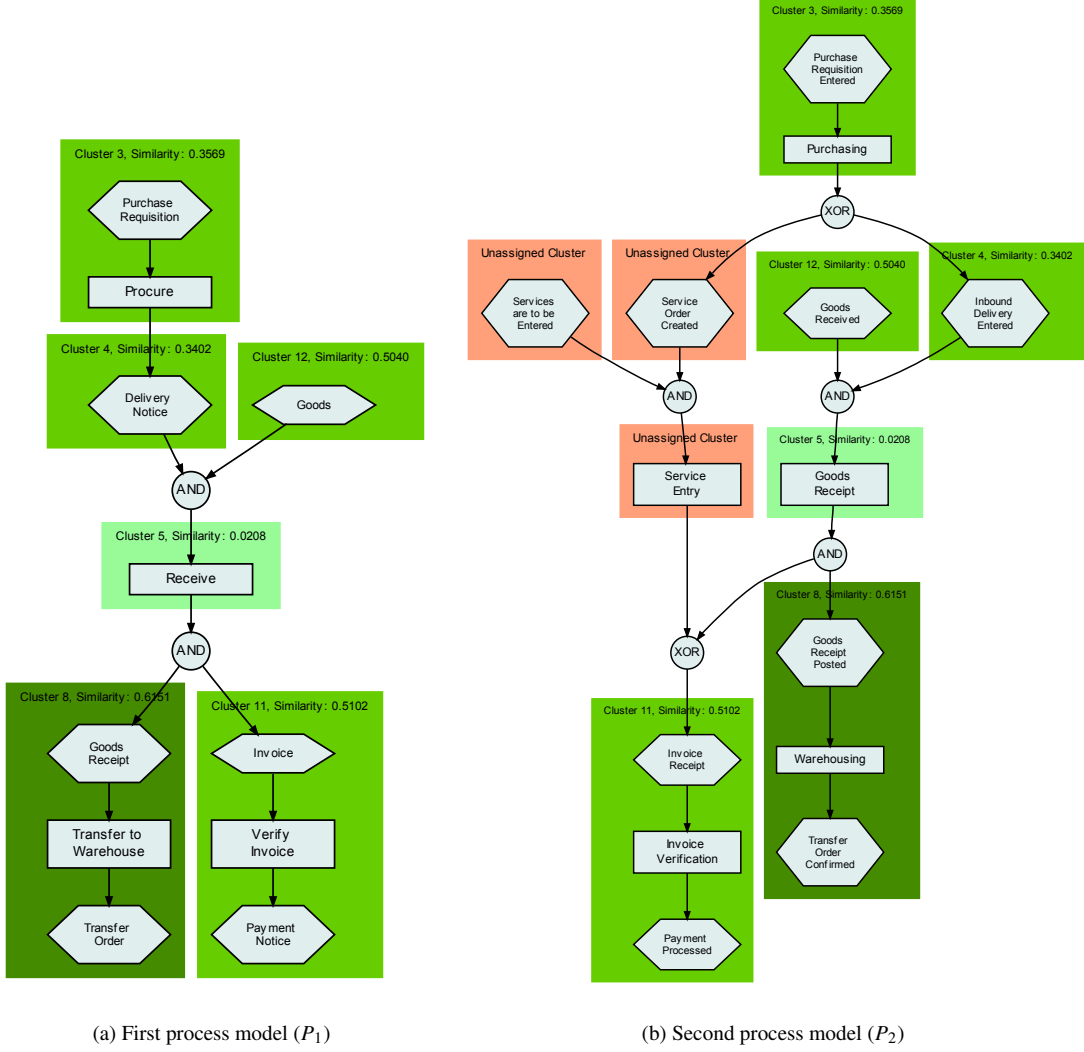 Cluster 3, Similarity: 0.3569
Purchase
Requisition
Procure
Cluster 4, Similarity: 0.3402
Delivery
Notice
Cluster 12, Similarity: 0.5040
Goods
AND
Cluster 5, Similarity: 0.0208
Receive
AND
Cluster 8, Similarity: 0.6151
Goods
Receipt
Transfer to
Warehouse
Transfer
Order
Cluster 11, Similarity: 0.5102
Invoice
Verify
Invoice
Payment
Notice
(a) First process model (P1)
Cluster 3, Similarity: 0.3569
Purchase
Requisition
Entered
Purchasing
XOR
Unassigned Cluster
Services
are to be
Entered
Unassigned Cluster
Service
Order
Created
Cluster 12, Similarity: 0.5040
Goods
Received
Cluster 4, Similarity: 0.3402
Inbound
Delivery
Entered
AND
AND
Unassigned Cluster
Service
Entry
Cluster 5, Similarity: 0.0208
Goods
Receipt
AND
XOR
Cluster 8, Similarity: 0.6151
Goods
Receipt
Posted
Warehousing
Transfer
Order
Confirmed
Cluster 11, Similarity: 0.5102
Invoice
Receipt
Invoice
Verification
Payment
Processed
(b) Second process model (P2)